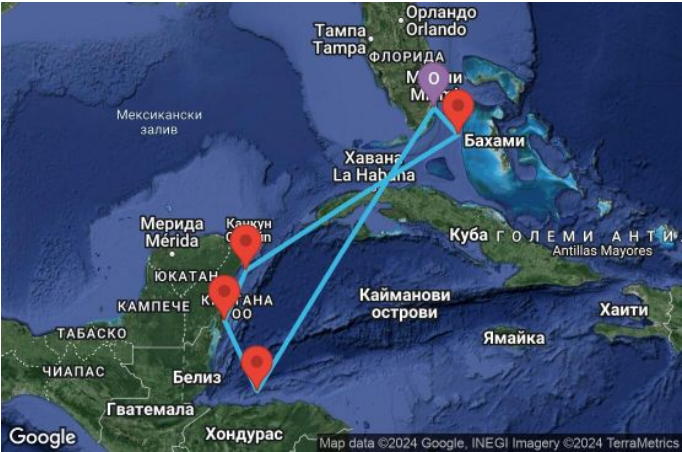 Орландо
Orlando
Тампа
Tampa
ФЛОРИДА
O
Мексикански
залив
Бахами
Хавана
La Habana
Мерида
Mérida
Канкун
Куба
ГОЛЕМИ АНТИ
Antillas Mayores
ЮКАТАН
КАМПЕЧЕ
Кайманови
острови
Хаити
ТАБАСКО
Ямайка
ЧИАПАС
Белиз
Гватемала
Хондурас
Google
Map data ©2024 Google, INEGI Imagery ©2024 TerraMetrics